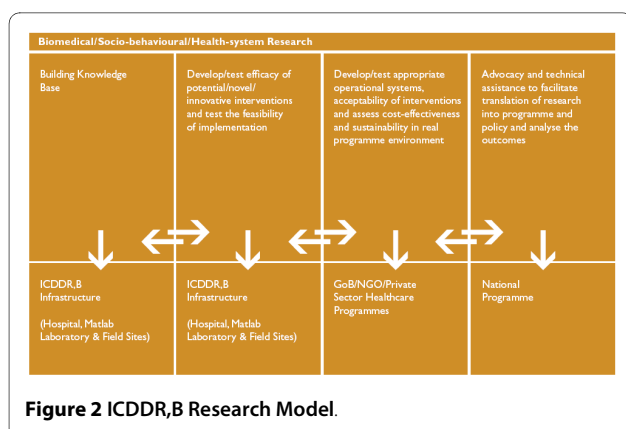 Biomedical/Socio-behavioural/Health-system Research
Building Knowledge
Base
Develop/test efficacy of
potential/novel/
innovative interventions
and test the feasibility
of implementation
Develop/test appropriate
operational systems,
acceptability of interventions
and assess cost-effectiveness
and sustainability in real
programme environment
Advocacy and technical
assistance to facilitate
translation of research
into programme and
policy and analyse the
outcomes
ICDDR,B
Infrastructure
(Hospital, Matlab
Laboratory & Field Sites)
ICDDR,B
Infrastructure
(Hospital, Matlab
Laboratory & Field Sites)
GoB/NGO/Private
Sector Healthcare
Programmes
National
Programme
Figure 2 ICDDR,B Research Model.